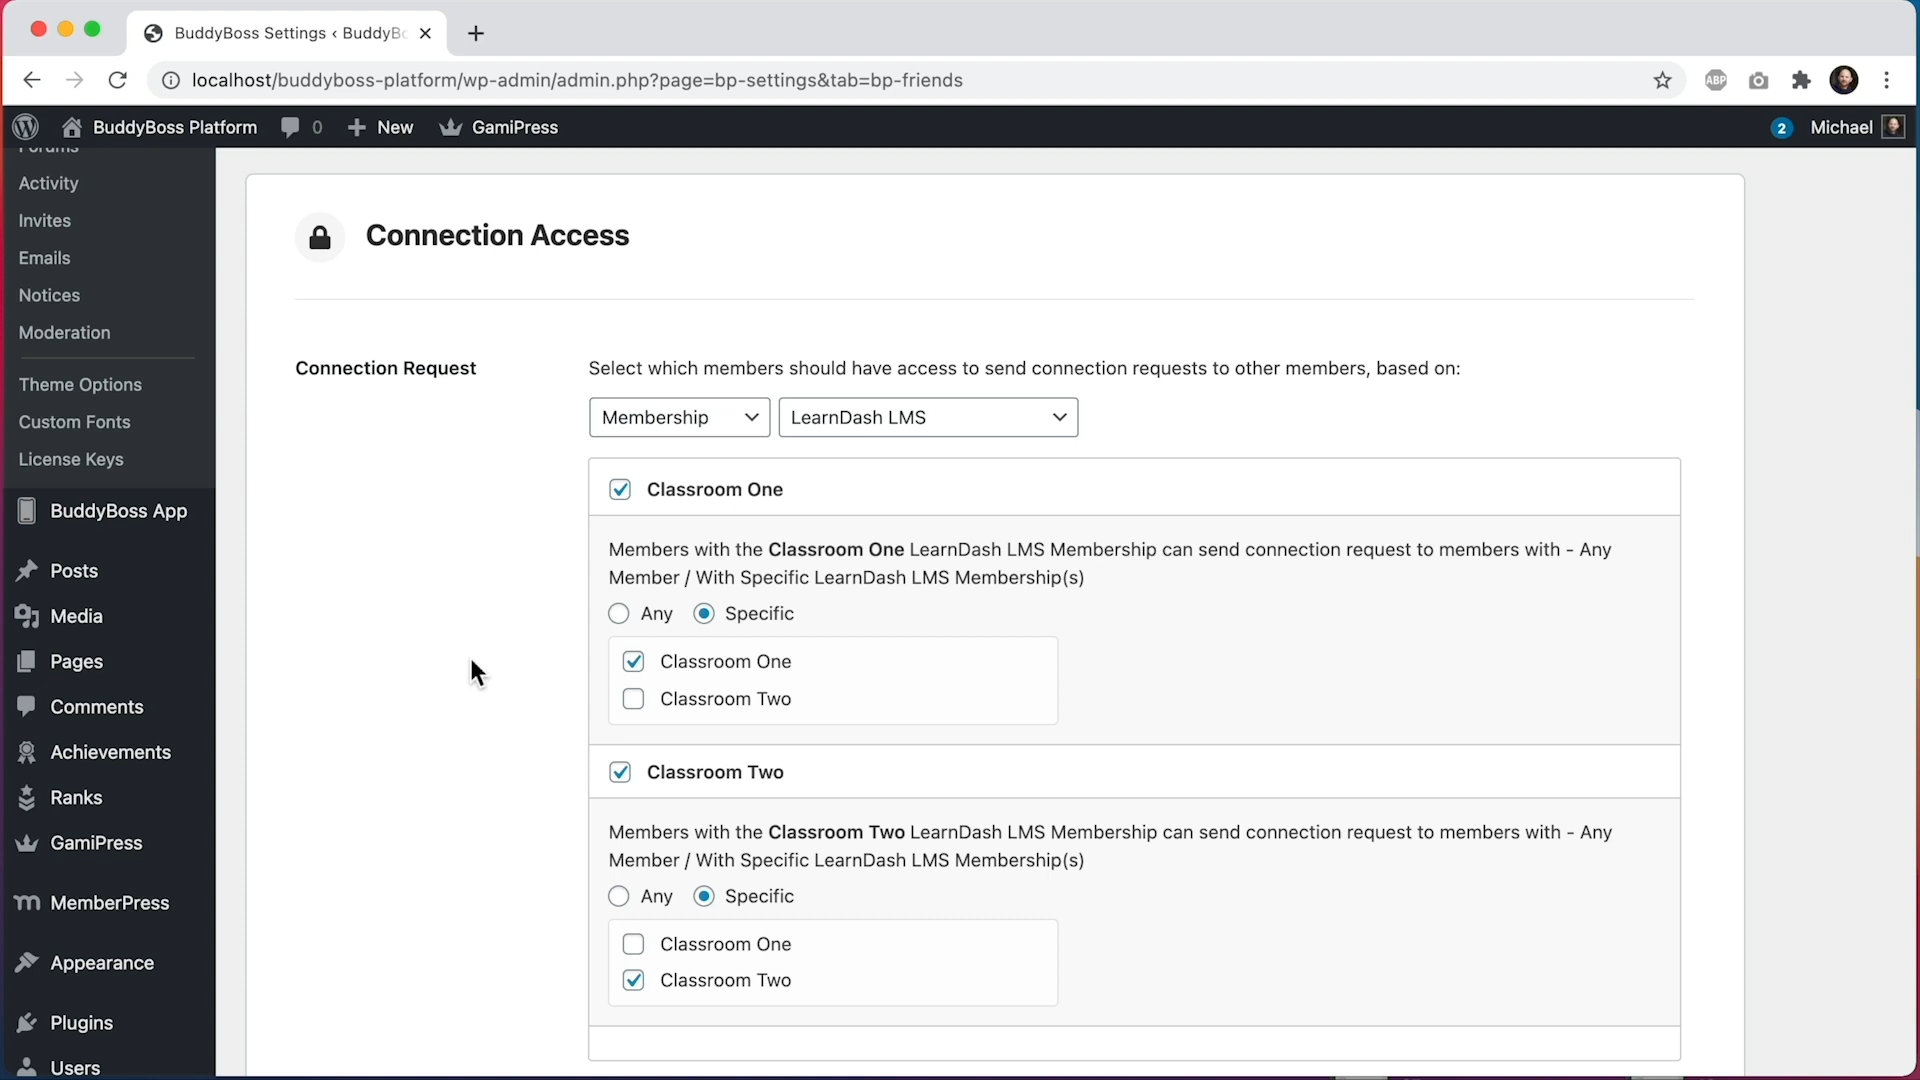 BuddyBoss Settings ‹ BuddyBo
localhost/buddyboss-platform/wp-admin/admin.php?page=bp-settings&tab=bp-friends
ABP
BuddyBoss Platform
0
New
GamiPress
2
Michael
Forums
Activity
Invites
Emails
Notices
Moderation
Theme Options
Custom Fonts
License Keys
BuddyBoss App
Posts
Media
Pages
Comments
Achievements
Ranks
GamiPress
MemberPress
Appearance
Plugins
Users
Connection Access
Connection Request
Select which members should have access to send connection requests to other members, based on:
Membership
LearnDash LMS
Classroom One
Members with the Classroom One LearnDash LMS Membership can send connection request to members with - Any
Member / With Specific LearnDash LMS Membership(s)
Any
Specific
Classroom One
Classroom Two
Classroom Two
Members with the Classroom Two LearnDash LMS Membership can send connection request to members with - Any
Member / With Specific LearnDash LMS Membership(s)
Any
Specific
Classroom One
Classroom Two